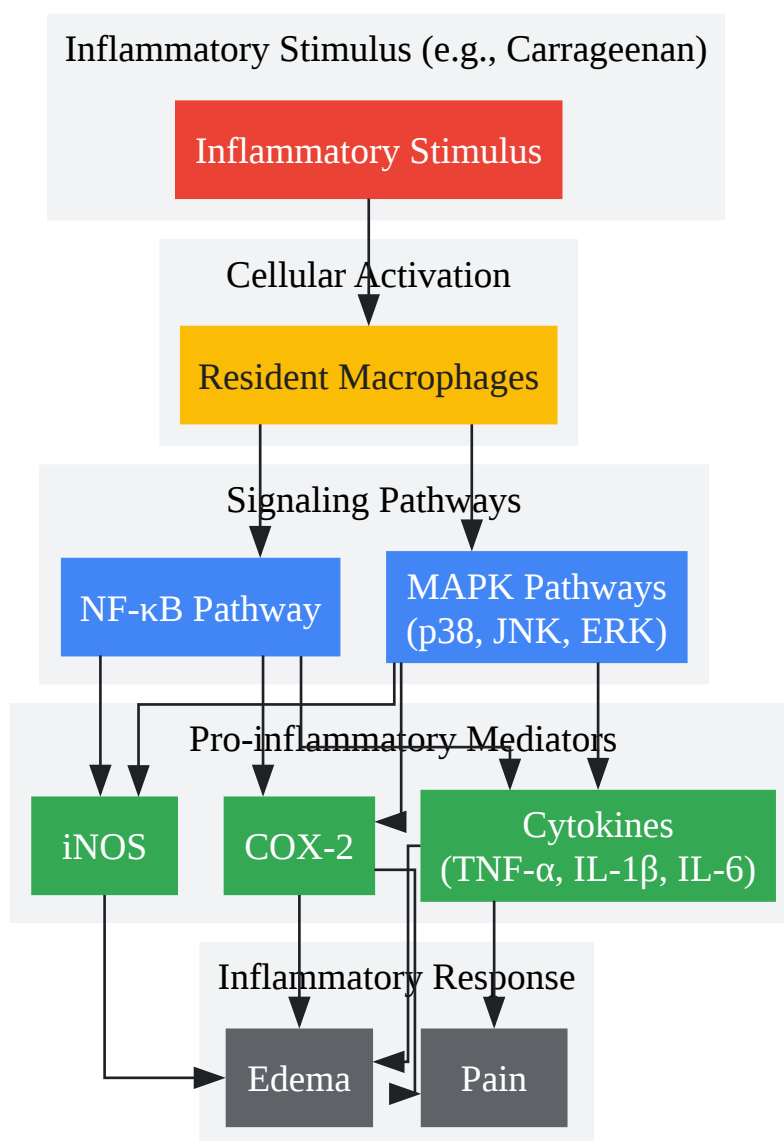 Inflammatory Stimulus (e.g., Carrageenan)
Inflammatory Stimulus
Cellular Activation
Resident Macrophages
Signaling Pathways
NF-κB Pathway
MAPK Pathways
(p38, JNK, ERK)
Pro-inflammatory Mediators
iNOS
COX-2
Cytokines
(TNF-α, IL-1β, IL-6)
Inflammatory Response
Edema
Pain